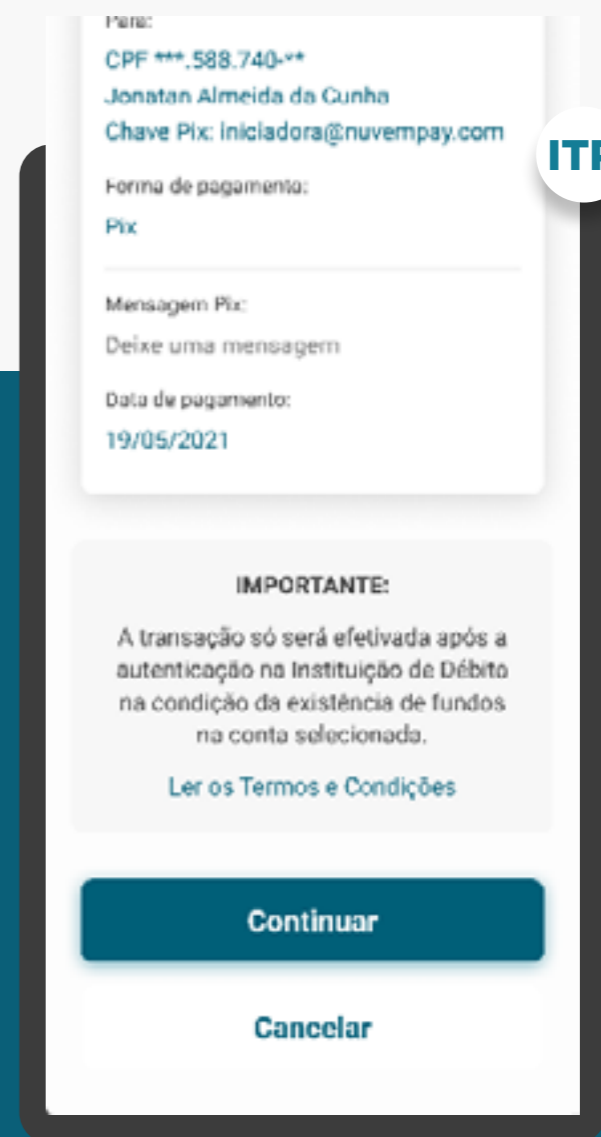 Para:
CPF ***.588.740-**
Jonatan Almeida da Cunha
Chave Pix: iniciadora@nuvempay.com
ITP
Forma de pagamento:
Pix
Mensagem Pix:
Deixe uma mensagem
Data de pagamento:
19/05/2021
IMPORTANTE:
A transação só será efetivada após a
autenticação na Instituição de Débito
na condição da existência de fundos
na conta selecionada.
Ler os Termos e Condições
Continuar
Cancelar